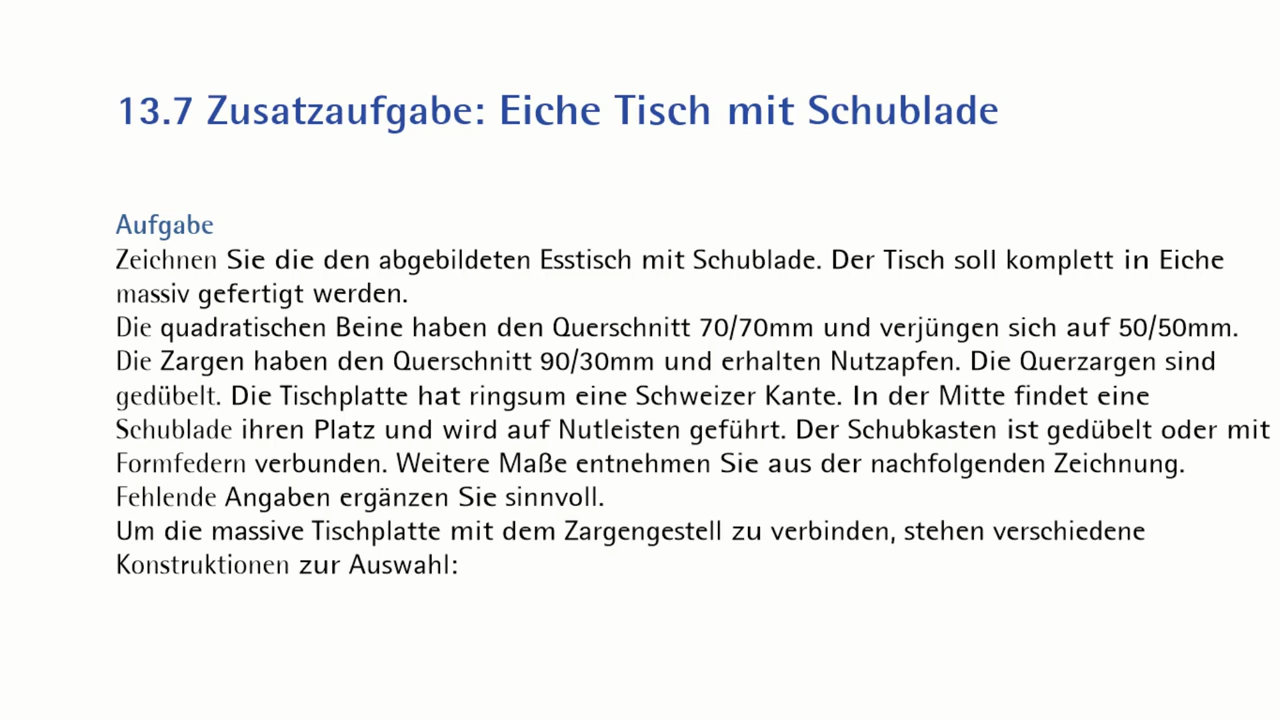 13.7 Zusatzaufgabe: Eiche Tisch mit Schublade
Aufgabe
Zeichnen Sie die den abgebildeten Esstisch mit Schublade. Der Tisch soll komplett in Eiche
massiv gefertigt werden.
Die quadratischen Beine haben den Querschnitt 70/70mm und verjüngen sich auf 50/50mm.
Die Zargen haben den Querschnitt 90/30mm und erhalten Nutzapfen. Die Querzargen sind
gedübelt. Die Tischplatte hat ringsum eine Schweizer Kante. In der Mitte findet eine
Schublade ihren Platz und wird auf Nutleisten geführt. Der Schubkasten ist gedübelt oder mit
Formfedern verbunden. Weitere Maße entnehmen Sie aus der nachfolgenden Zeichnung.
Fehlende Angaben ergänzen Sie sinnvoll.
Um die massive Tischplatte mit dem Zargengestell zu verbinden, stehen verschiedene
Konstruktionen zur Auswahl: